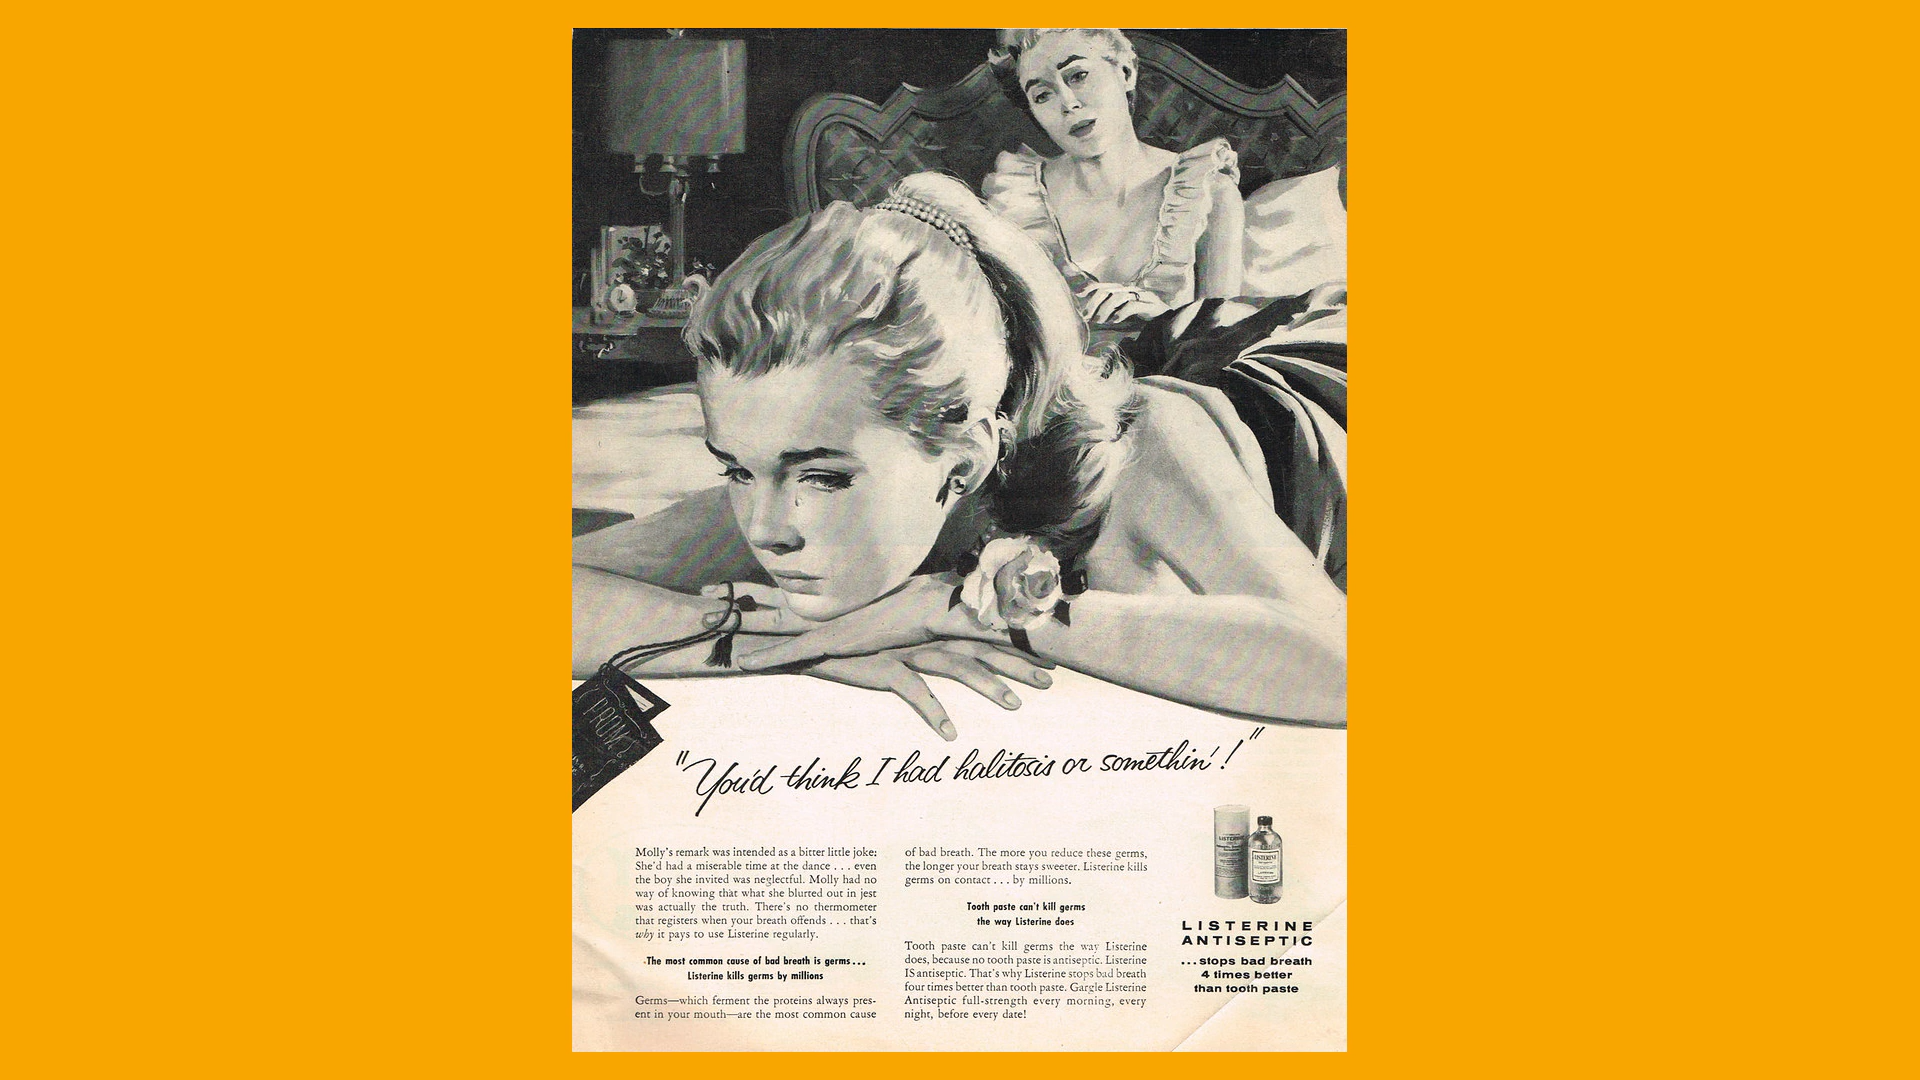 PROM
"You'd think I had halitosis or somethin'!"
Molly's remark was intended as a bitter little joke;
She'd had a miserable time at the dance . . . even
the boy she invited was neglectful. Molly had no
way of knowing that what she blurted out in jest
was actually the truth. There's no thermometer
that registers when your breath offends . . . that's
why it pays to use Listerine regularly.
The most common cause of bad breath is germs...
Listerine kills germs by millions
Germs—which ferment the proteins always pres-
ent in your mouth—are the most common cause
of bad breath. The more you reduce these germs,
the longer your breath stays sweeter. Listerine kills
germs on contact . . . by millions.
Tooth paste can't kill germs
the way Listerine does
Tooth paste can't kill germs the way Listerine
does, because no tooth paste is antiseptic. Listerine
IS antiseptic. That's why Listerine stops bad breath
four times better than tooth paste. Gargle Listerine
Antiseptic full-strength every morning, every
night, before every date!
LISTERINE
LISTERINE
LISTERINE
ANTISEPTIC
...stops bad breath
4 times better
than tooth paste